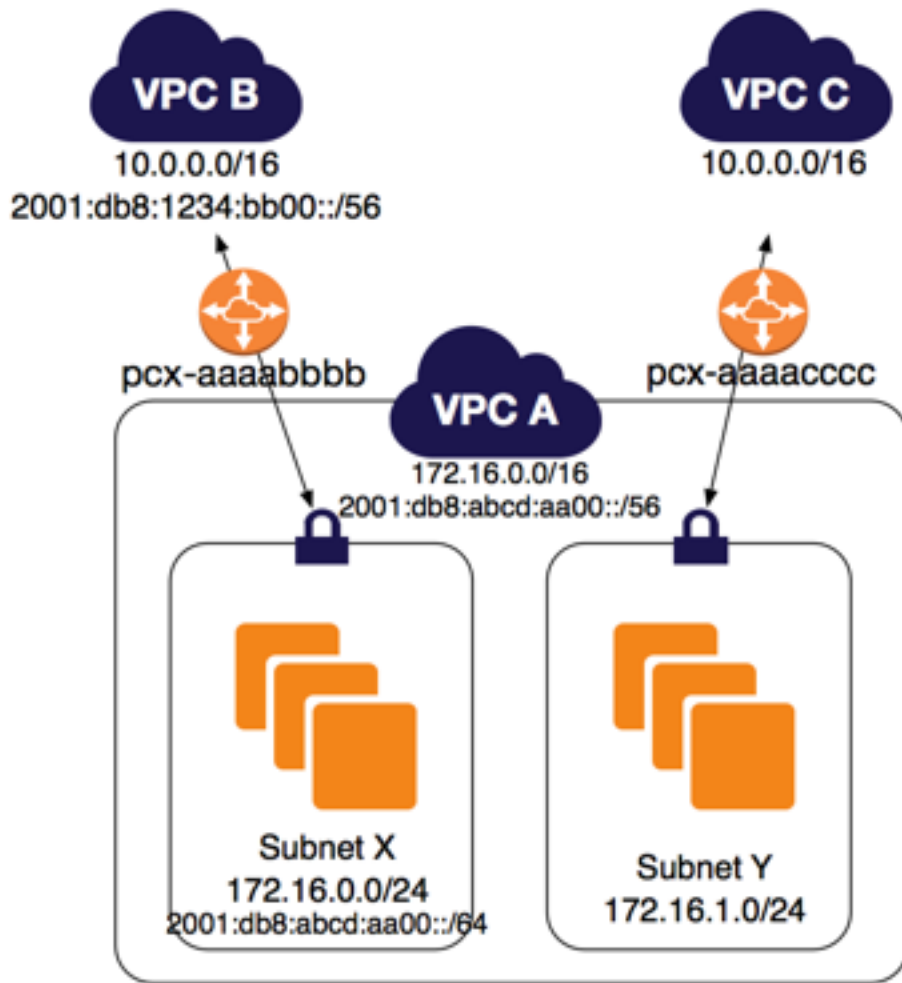 VPC B
10.0.0.0/16
2001:db8:1234:bb00::/56
pcx-aaaabbbb
VPC C
10.0.0.0/16
pcx-aaaacccc
VPC A
172.16.0.0/16
2001:db8:abcd:aa00::/56
Subnet X
172.16.0.0/24
2001:db8:abcd:aa00::/64
Subnet Y
172.16.1.0/24